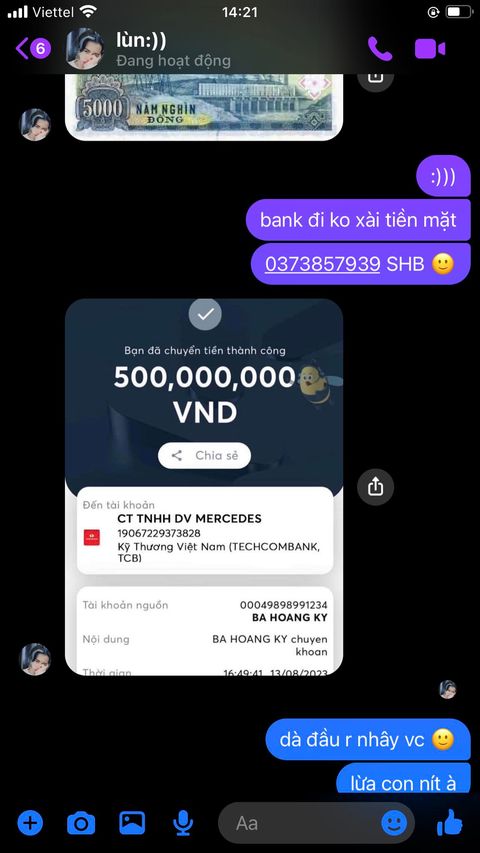 Viettel
14:21
6
lùn:))
Đang hoạt động
5000 NĂM NGHÌN
ĐỒNG
:)))
bank đi ko xài tiền mặt
0373857939 SHB 🙂
Bạn đã chuyển tiền thành công
500,000,000
VND
Chia sẻ
Đến tài khoản
CT TNHH DV MERCEDES
19067229373828
Kỹ Thương Việt Nam (TECHCOMBANK,
TCB)
Tài khoản nguồn
00049898991234
BA HOANG KY
Nội dung
BA HOANG KY chuyen
khoan
Thời gian
16:49:41, 13/08/2023
dà đầu r nhây vc 🙂
lừa con nít à
Aa